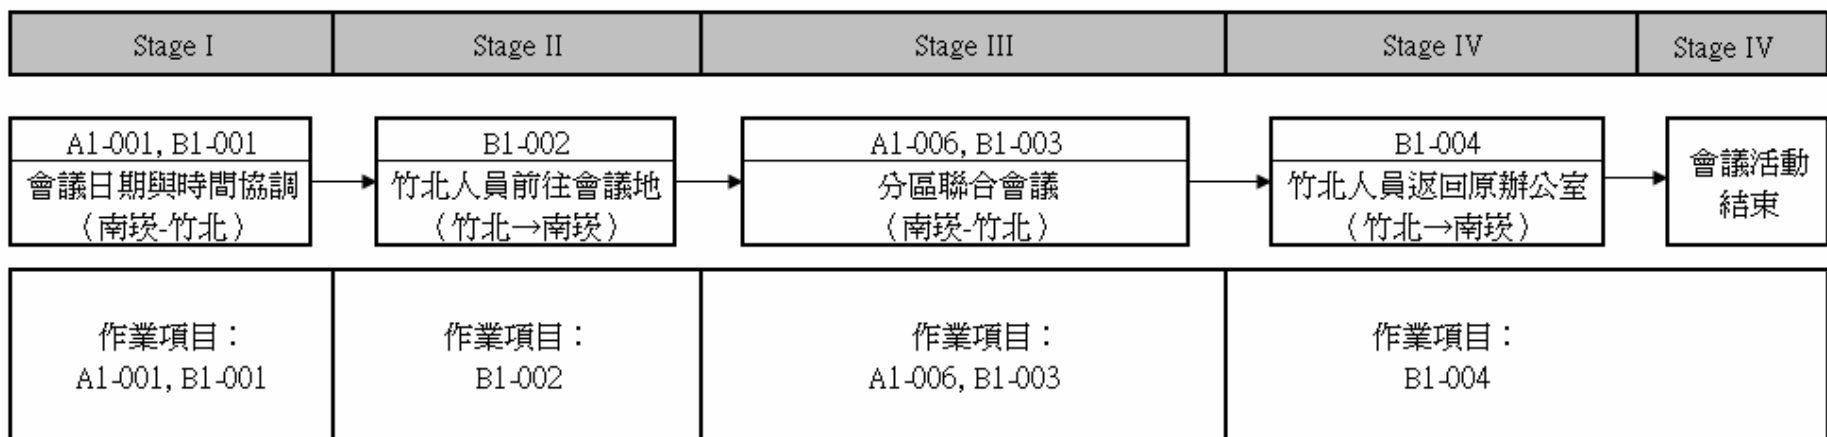 Stage I
Stage II
Stage III
Stage IV
Stage IV
A1-001, B1-001
會議日期與時間協調
（南崁-竹北）
B1-002
竹北人員前往會議地
（竹北→南崁）
A1-006, B1-003
分區聯合會議
（南崁-竹北）
B1-004
竹北人員返回原辦公室
（竹北→南崁）
會議活動
結束
作業項目：
A1-001, B1-001
作業項目：
B1-002
作業項目：
A1-006, B1-003
作業項目：
B1-004